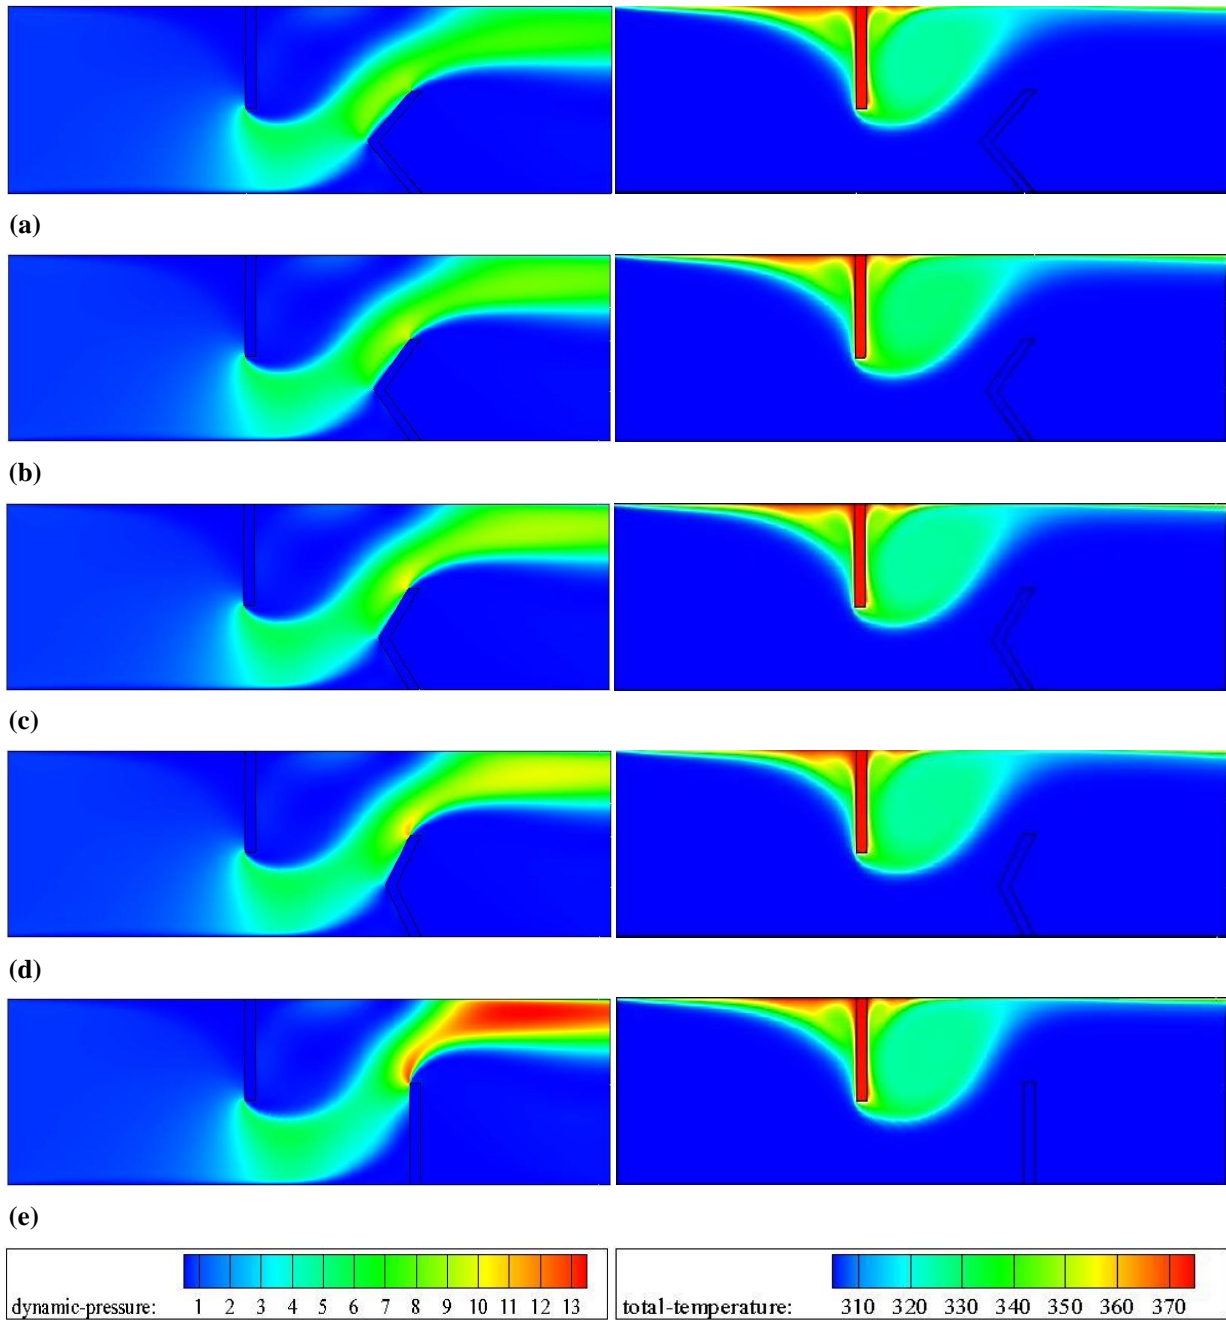 (a)
(b)
(c)
(d)
(e)
dynamic-pressure: 1 2 3 4 5 6 7 8 9 10 11 12 13
total-temperature: 310 320 330 340 350 360 370